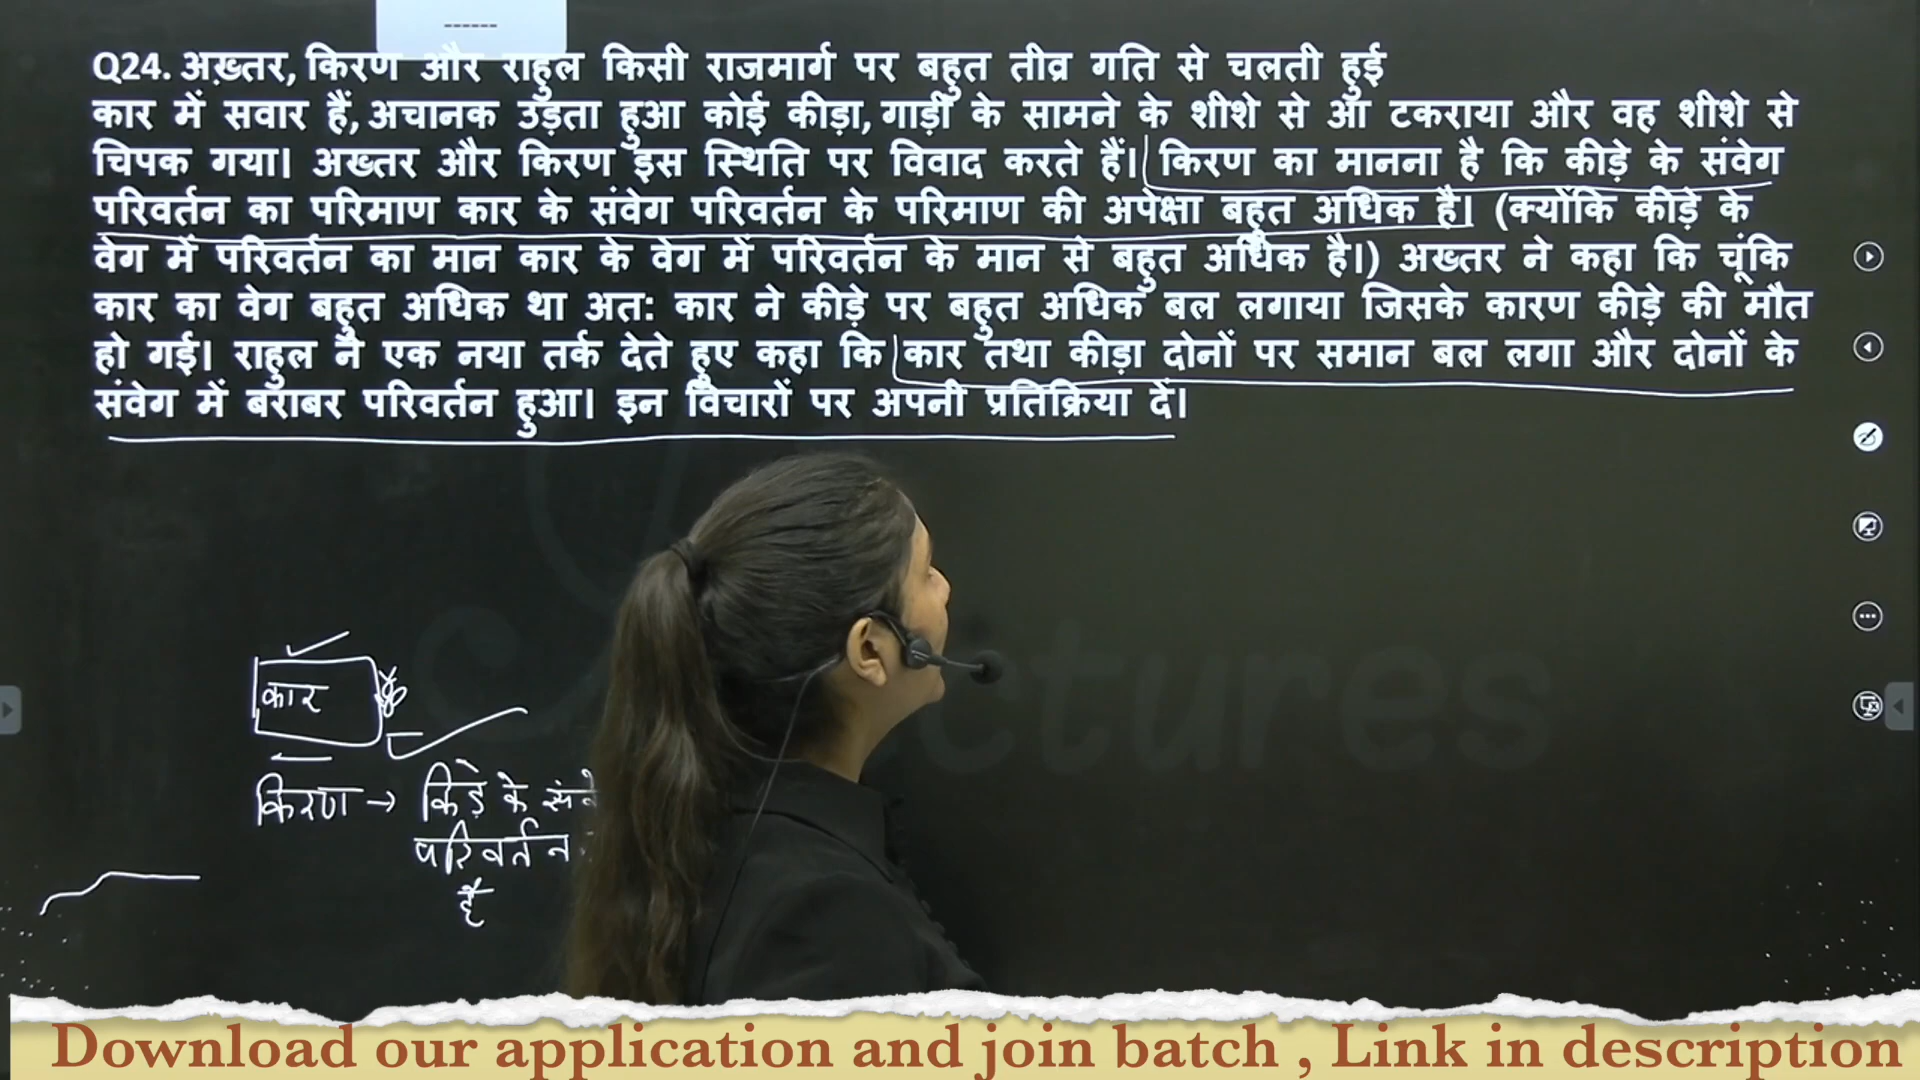 ------
Q24. अख़्तर, किरण और राहुल किसी राजमार्ग पर बहुत तीव्र गति से चलती हुई
कार में सवार हैं, अचानक उड़ता हुआ कोई कीड़ा, गाड़ी के सामने के शीशे से आ टकराया और वह शीशे से
चिपक गया। अख्तर और किरण इस स्थिति पर विवाद करते हैं। किरण का मानना है कि कीड़े के संवेग
परिवर्तन का परिमाण कार के संवेग परिवर्तन के परिमाण की अपेक्षा बहुत अधिक है। (क्योंकि कीड़े के
वेग में परिवर्तन का मान कार के वेग में परिवर्तन के मान से बहुत अधिक है।) अख्तर ने कहा कि चूंकि
कार का वेग बहुत अधिक था अत: कार ने कीड़े पर बहुत अधिक बल लगाया जिसके कारण कीड़े की मौत
हो गई। राहुल ने एक नया तर्क देते हुए कहा कि कार तथा कीड़ा दोनों पर समान बल लगा और दोनों के
संवेग में बराबर परिवर्तन हुआ। इन विचारों पर अपनी प्रतिक्रिया दें।
कार
किरण → किड़े के
परिवर्तन
है
ctures
Download our application and join batch , Link in description